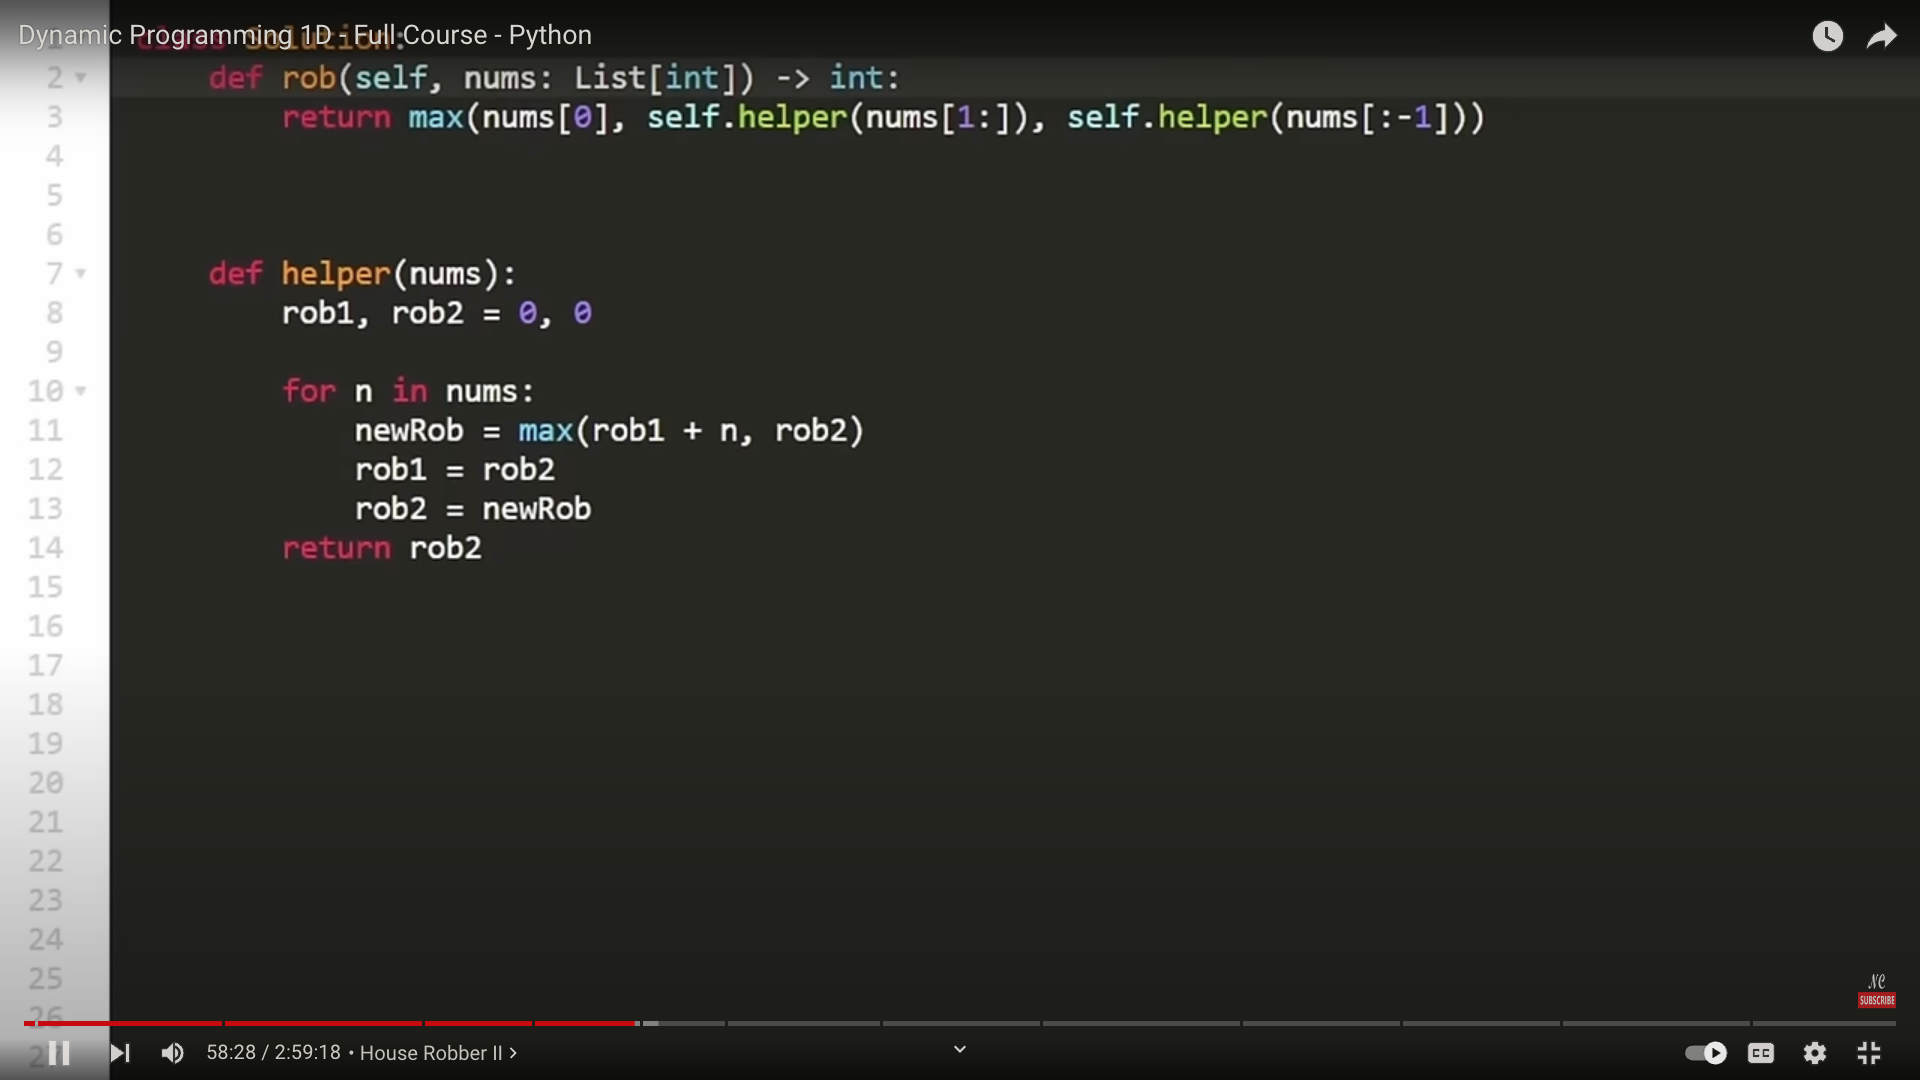 Dynamic Programming 1D - Full Course - Python
class Solution:
2 def rob(self, nums: List[int]) -> int:
3 return max(nums[0], self.helper(nums[1:]), self.helper(nums[:-1]))
4
5
6
7 def helper(nums):
8 rob1, rob2 = 0, 0
9
10 for n in nums:
11 newRob = max(rob1 + n, rob2)
12 rob1 = rob2
13 rob2 = newRob
14 return rob2
15
16
17
18
19
20
21
22
23
24
25
26
27
NC
SUBSCRIBE
58:28 / 2:59:18 • House Robber II >
CC